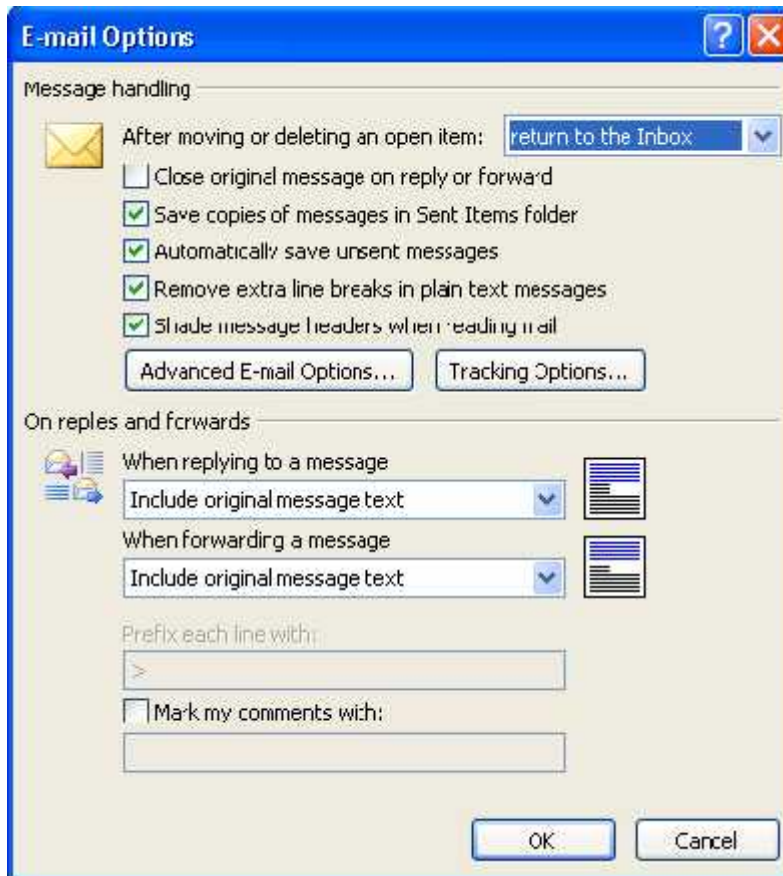 E-mail Options
Message handling
After moving or deleting an open item: return to the Inbox
Close original message on reply or forward
Save copies of messages in Sent Items folder
Automatically save unsent messages
Remove extra line breaks in plain text messages
Shade message headers when reading mail
Advanced E-mail Options... Tracking Options...
On replies and forwards
When replying to a message
Include original message text
When forwarding a message
Include original message text
Prefix each line with:
>
Mark my comments with:
OK Cancel